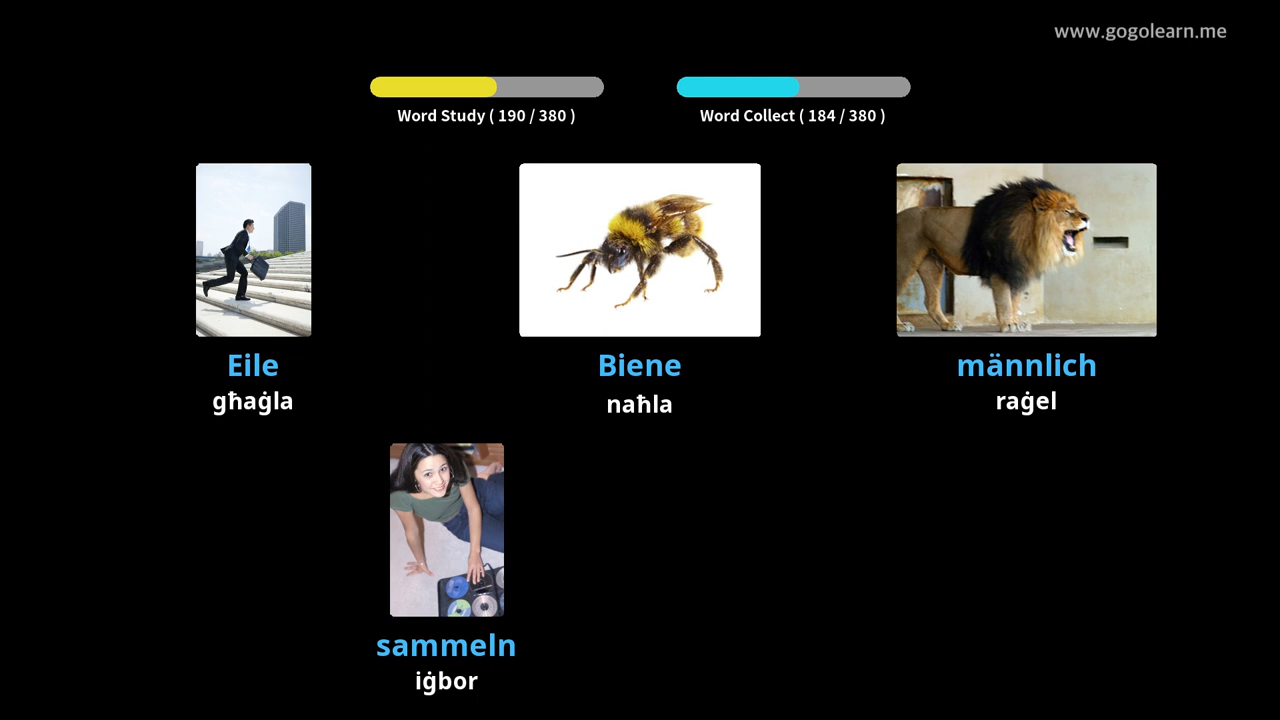 www.gogolearn.me
Word Study ( 190 / 380 )
Word Collect ( 184 / 380 )
Eile
għaġla
Biene
naħla
männlich
raġel
sammeln
iġbor